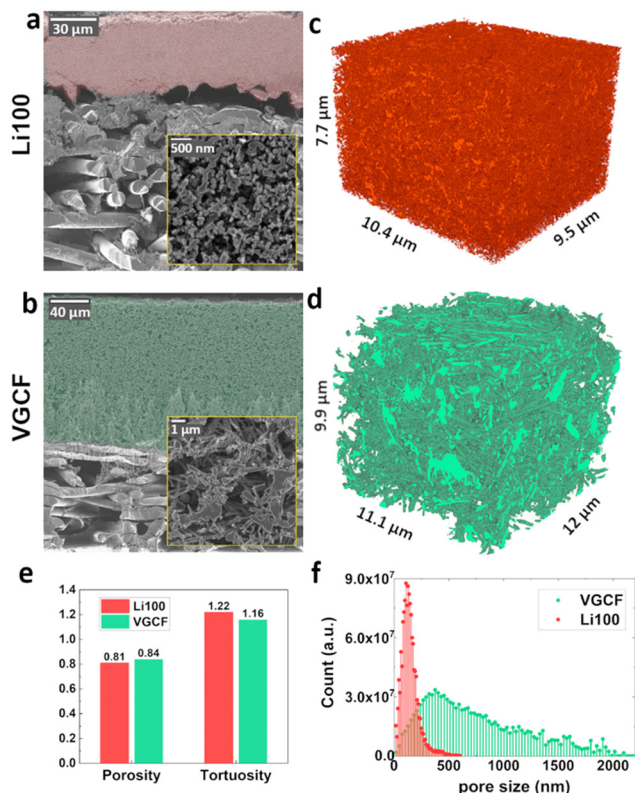 a
30 µm
Li100
500 nm
c
7.7 µm
10.4 µm
9.5 µm
b
40 µm
VGCF
1 µm
d
9.9 µm
11.1 µm
12 µm
e
1.4
1.2
1.0
0.8
0.6
0.4
0.2
0.0
Li100
VGCF
0.81
0.84
1.22
1.16
Porosity
Tortuosity
f
Count (a.u.)
9.0x10⁷
6.0x10⁷
3.0x10⁷
0.0
VGCF
Li100
0
500
1000
1500
2000
pore size (nm)